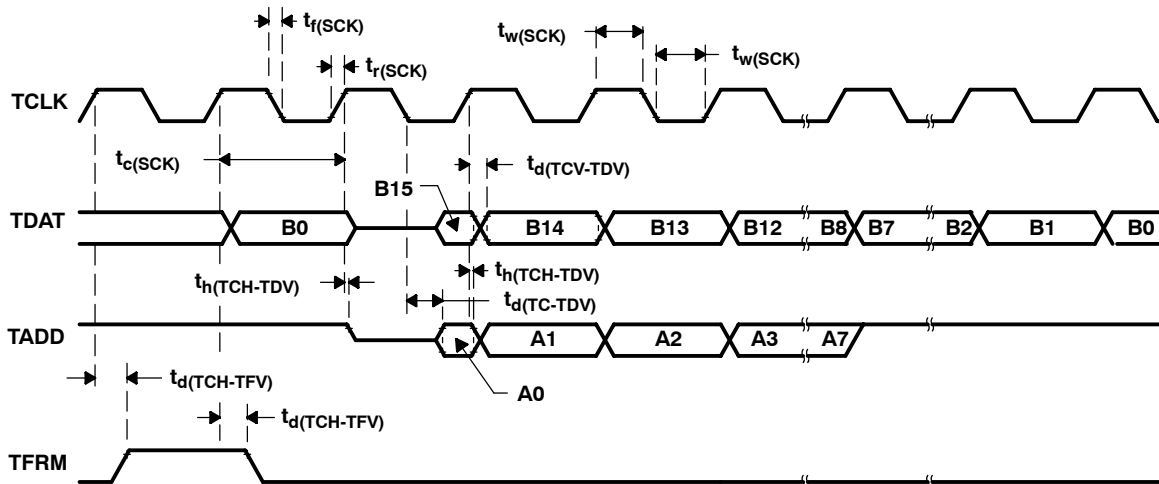 tf(SCK)
tw(SCK)
tw(SCK)
tr(SCK)
TCLK
tc(SCK)
td(TCV-TDV)
B15
TDAT
B0
B14
B13
B12
B8
B7
B2
B1
B0
th(TCH-TDV)
th(TCH-TDV)
td(TC-TDV)
TADD
A1
A2
A3
A7
td(TCH-TFV)
A0
td(TCH-TFV)
TFRM